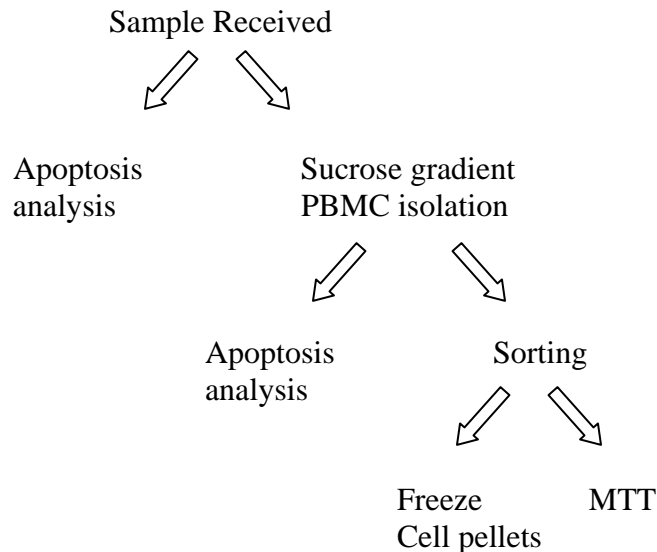 Sample Received
Apoptosis
analysis
Sucrose gradient
PBMC isolation
Apoptosis
analysis
Sorting
Freeze
Cell pellets
MTT